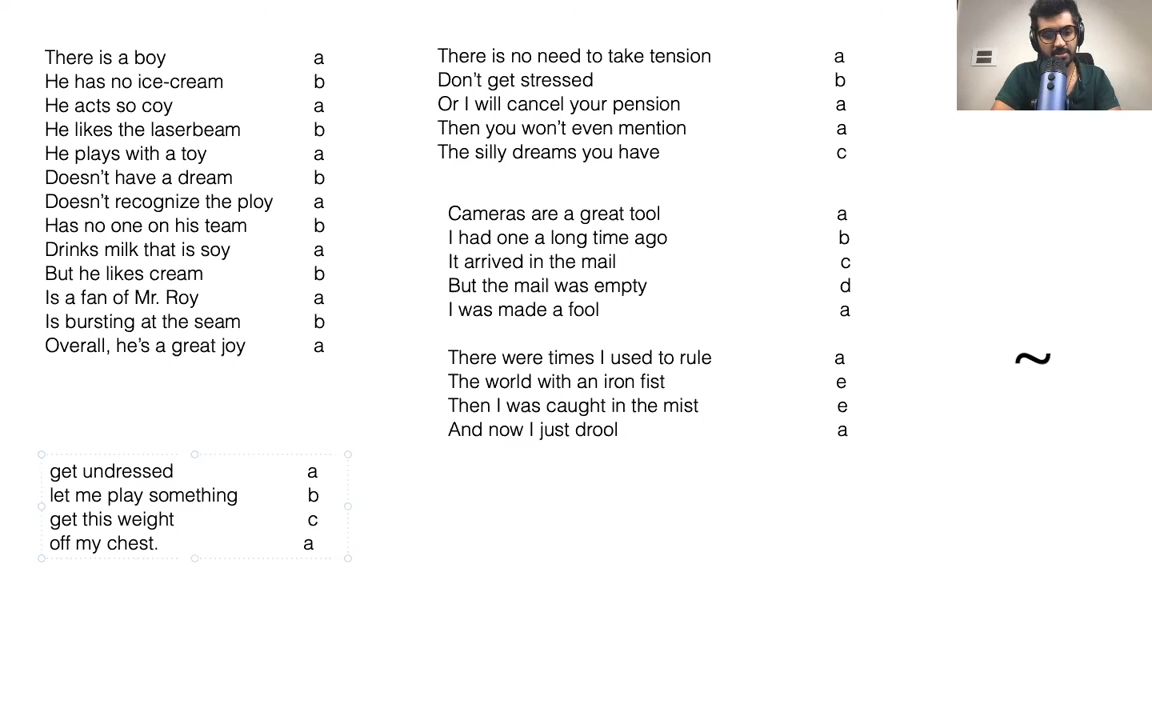 There is a boy a
He has no ice-cream b
He acts so coy a
He likes the laserbeam b
He plays with a toy a
Doesn't have a dream b
Doesn't recognize the ploy a
Has no one on his team b
Drinks milk that is soy a
But he likes cream b
Is a fan of Mr. Roy a
Is bursting at the seam b
Overall, he's a great joy a
get undressed a
let me play something b
get this weight c
off my chest. a
There is no need to take tension a
Don't get stressed b
Or I will cancel your pension a
Then you won't even mention a
The silly dreams you have c
Cameras are a great tool a
I had one a long time ago b
It arrived in the mail c
But the mail was empty d
I was made a fool a
There were times I used to rule a
The world with an iron fist e
Then I was caught in the mist e
And now I just drool a
~